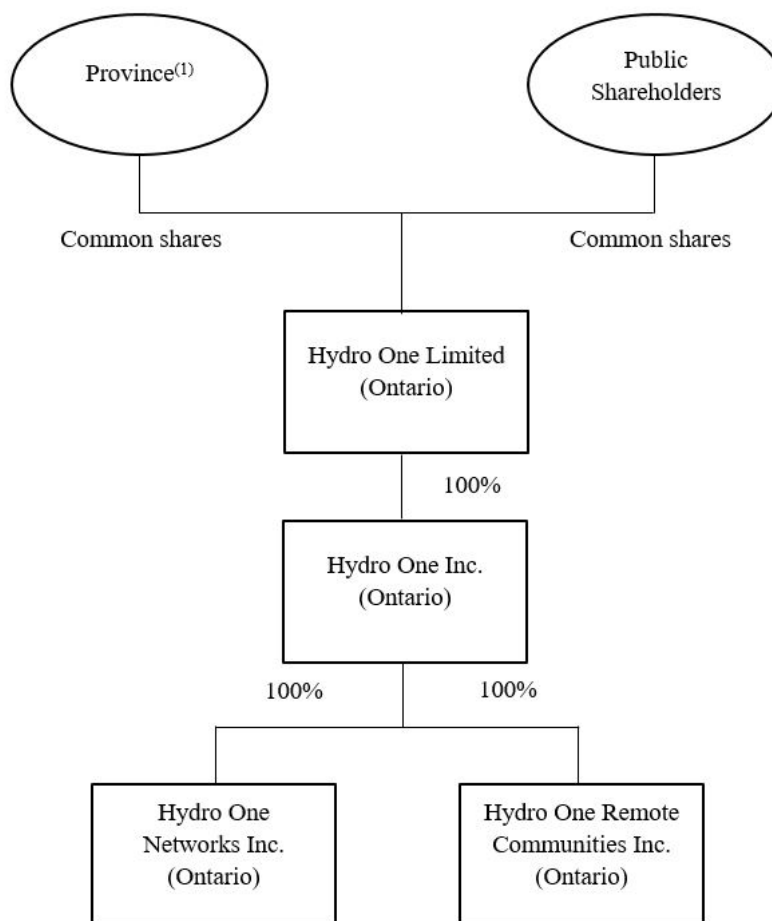 Province(1)
Public
Shareholders
Common shares
Common shares
Hydro One Limited
(Ontario)
100%
Hydro One Inc.
(Ontario)
100%
100%
Hydro One
Networks Inc.
(Ontario)
Hydro One Remote
Communities Inc.
(Ontario)